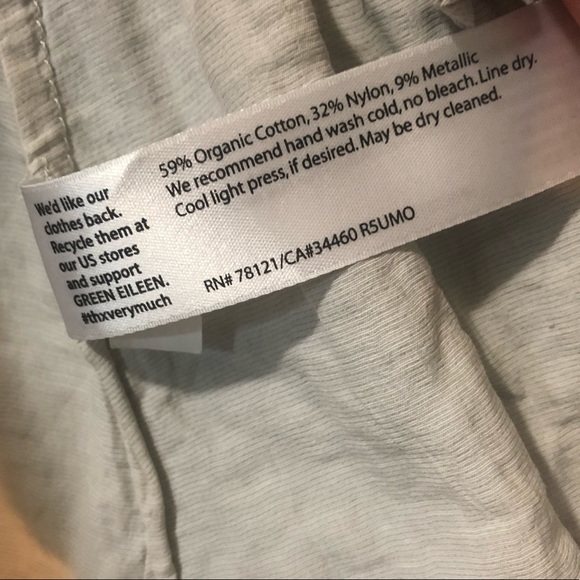 We'd like our
clothes back.
Recycle them at
our US stores
and support
GREEN EILEEN.
#thxverymuch
59% Organic Cotton, 32% Nylon, 9% Metallic
We recommend hand wash cold, no bleach. Line dry.
Cool light press, if desired. May be dry cleaned.
RN# 78121/CA#34460 R5UMO